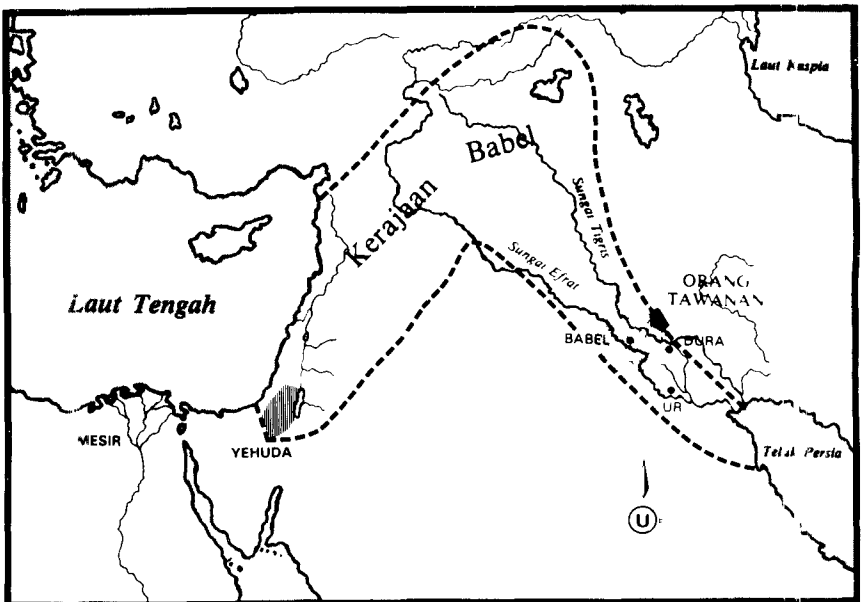 Laut Kaspia
Babel
Kerajaan
Sungai Tigris
Sungai Efrat
ORANG
TAWANAN
Laut Tengah
BABEL
DURA
UR
MESIR
YEHUDA
Teluk Persia
U